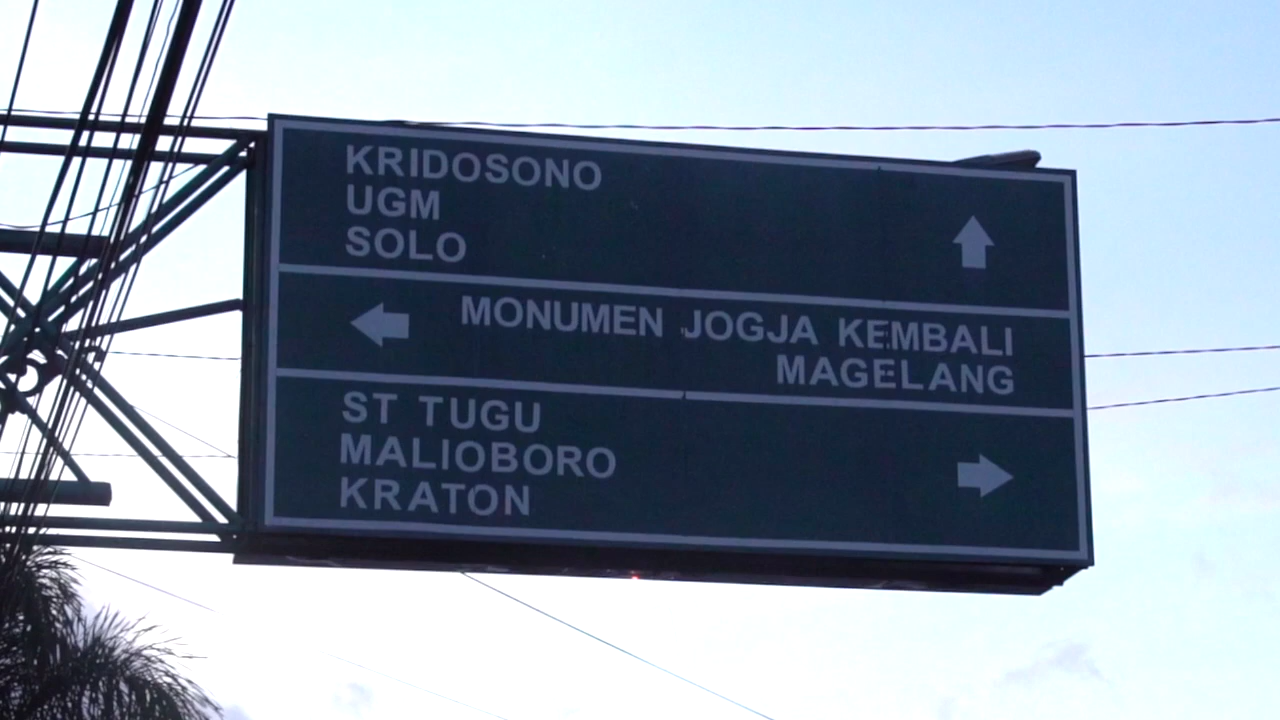 KRIDOSONO
UGM
SOLO
MONUMEN JOGJA KEMBALI
MAGELANG
ST TUGU
MALIOBORO
KRATON